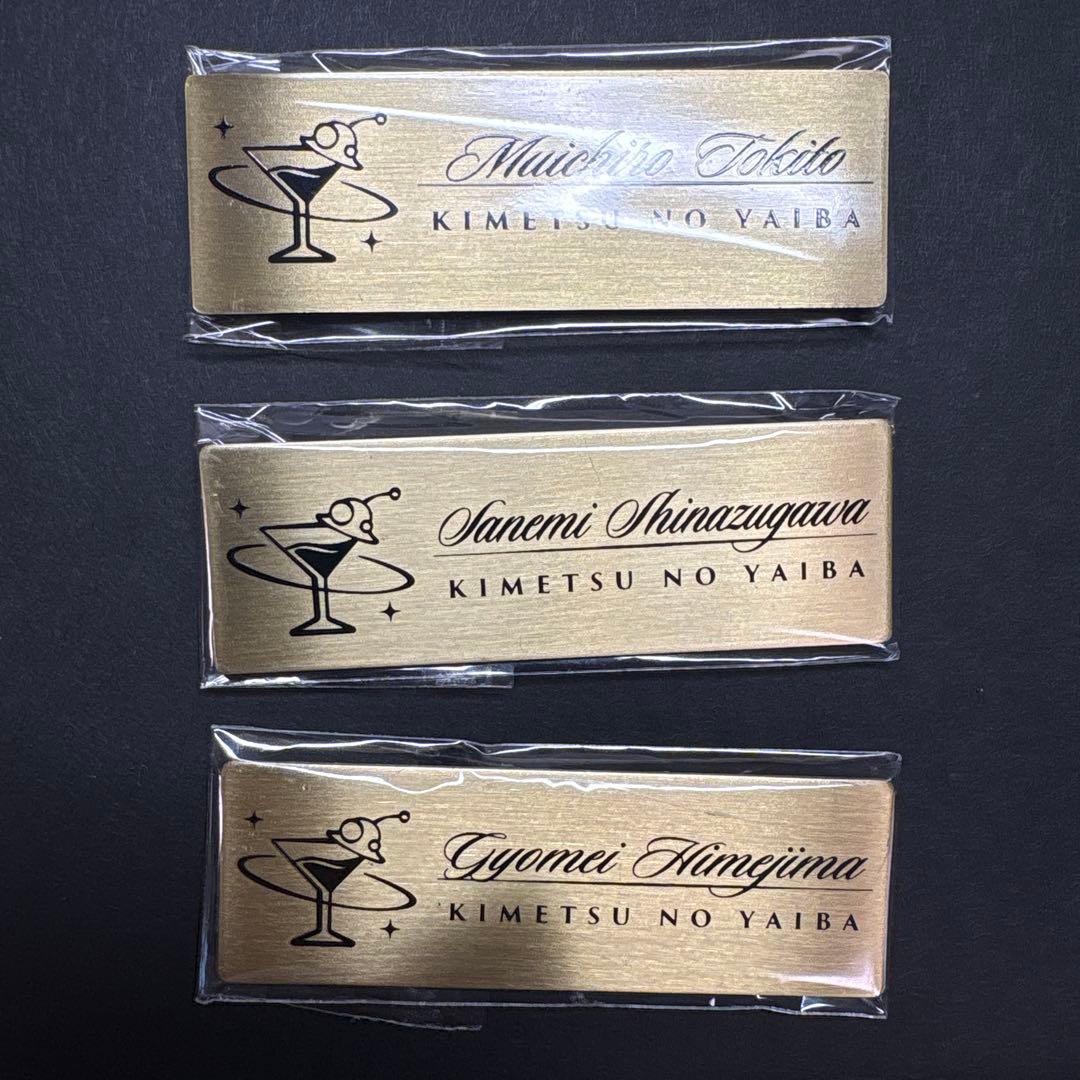 Muichiro Tokito
KIMETSU NO YAIBA
Sanemi Shinazugawa
KIMETSU NO YAIBA
Gyomei Himejima
KIMETSU NO YAIBA